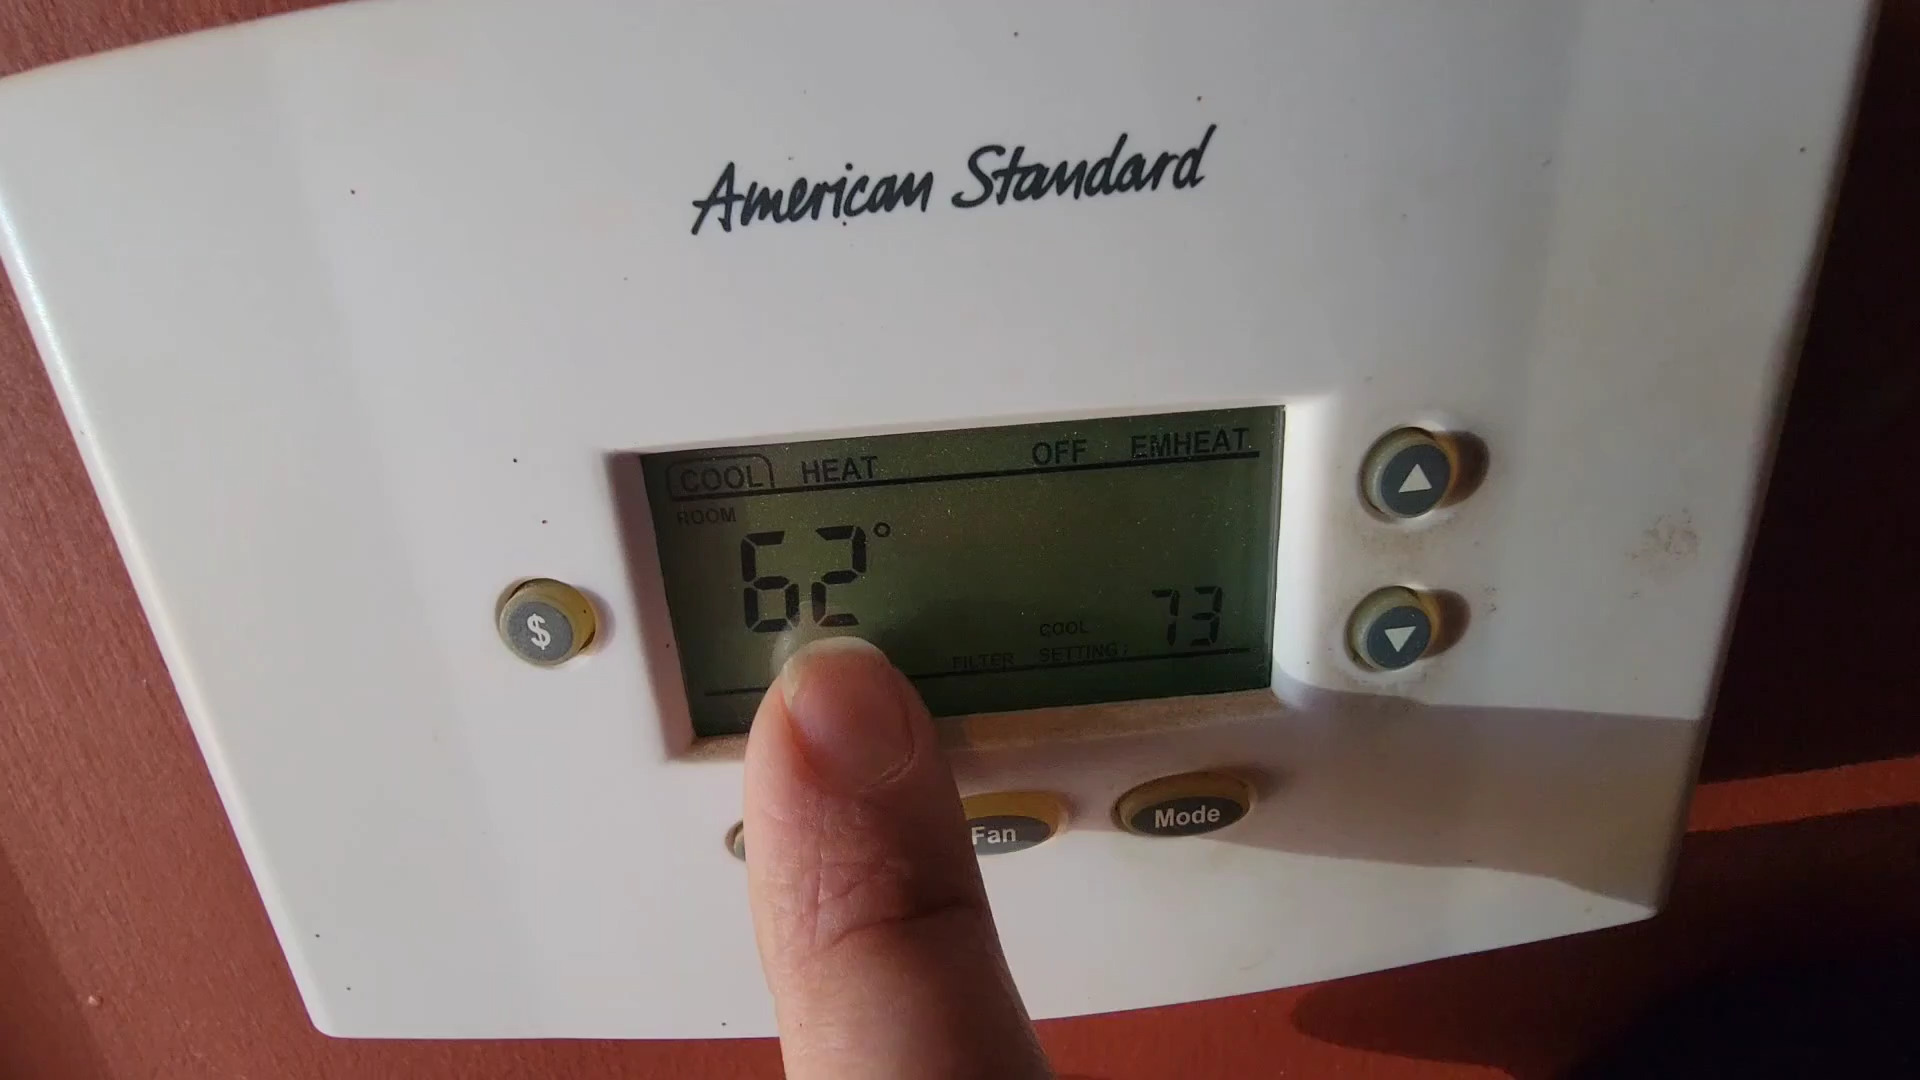 American Standard
COOL HEAT OFF EMHEAT
ROOM
62°
COOL
FILTER SETTING: 73
$
Fan
Mode